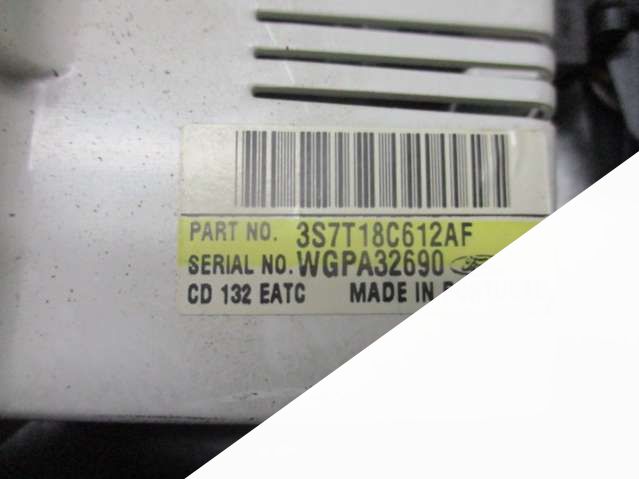 PART NO. 3S7T18C612AF
SERIAL NO. WGPA32690
CD 132 EATC MADE IN